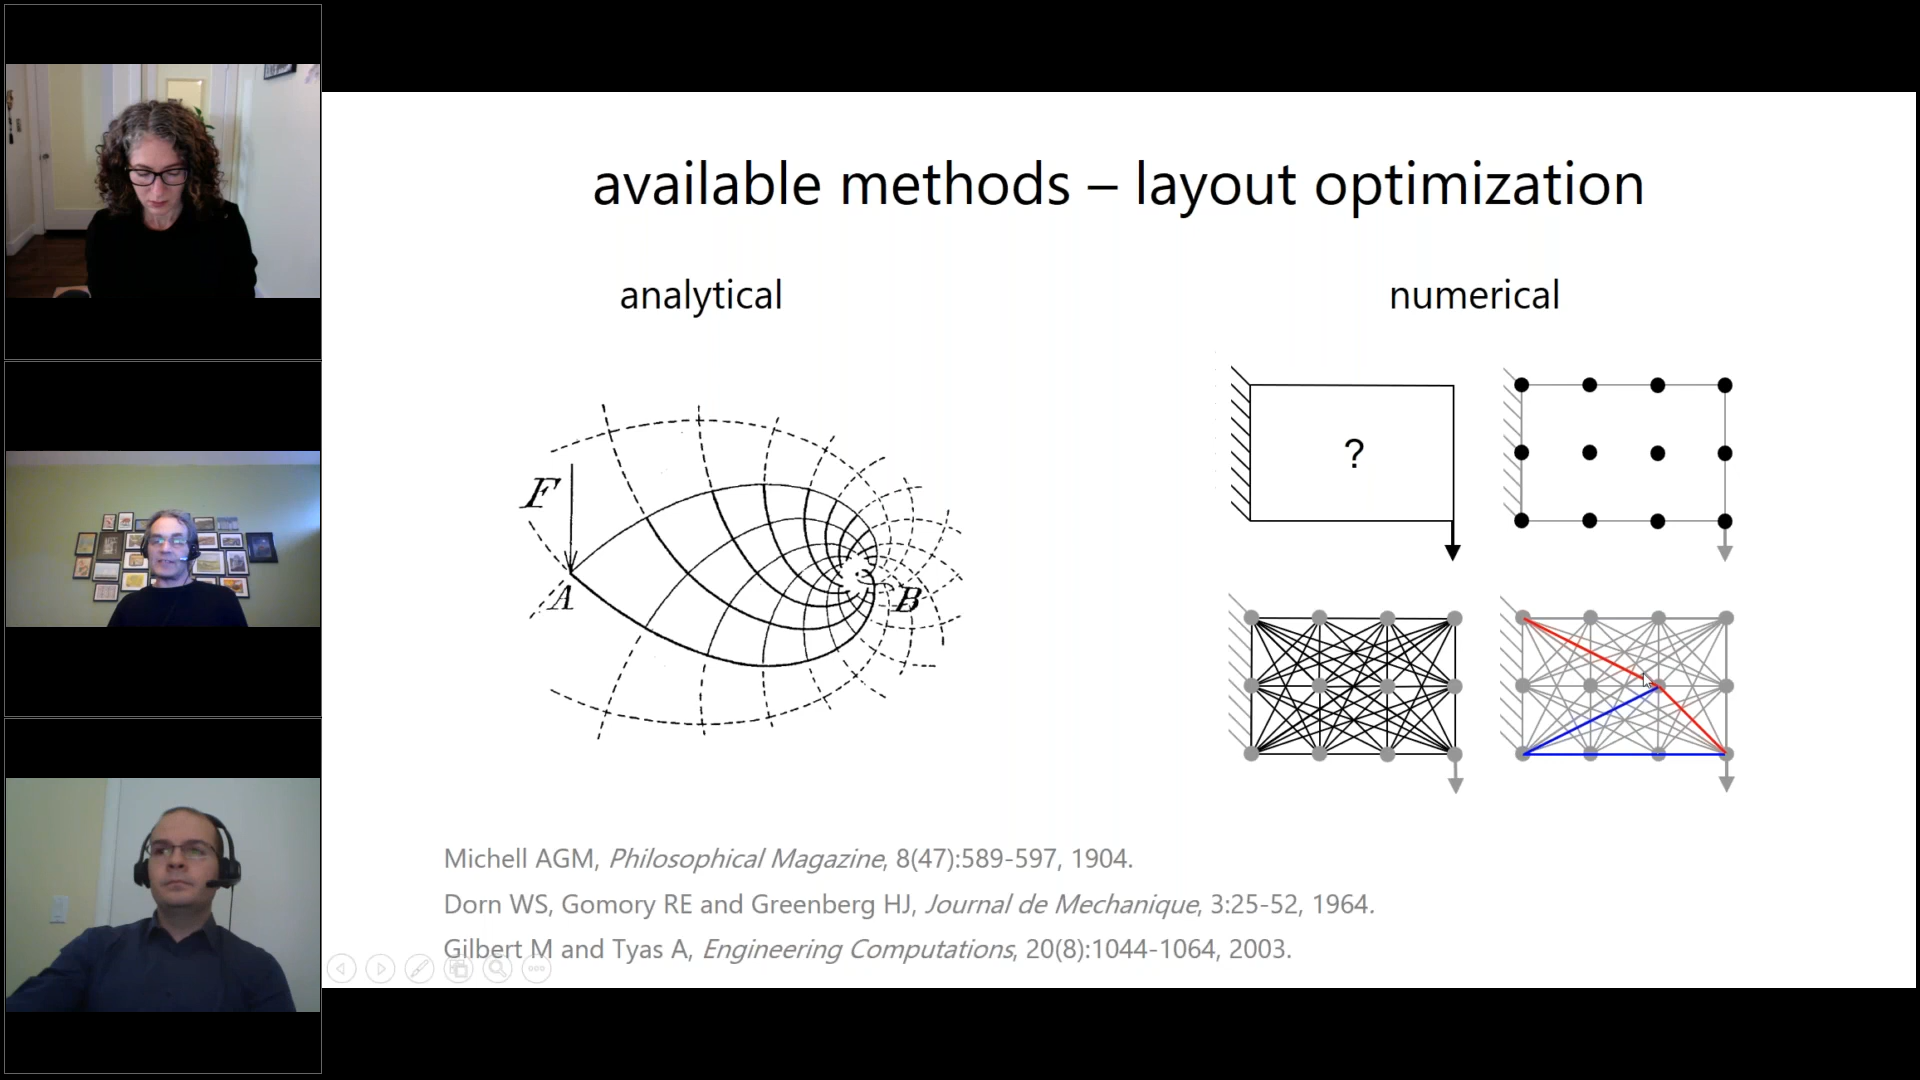 available methods – layout optimization
analytical
numerical
F
A
B
?
Michell AGM, Philosophical Magazine, 8(47):589-597, 1904.
Dorn WS, Gomory RE and Greenberg HJ, Journal de Mechanique, 3:25-52, 1964.
Gilbert M and Tyas A, Engineering Computations, 20(8):1044-1064, 2003.